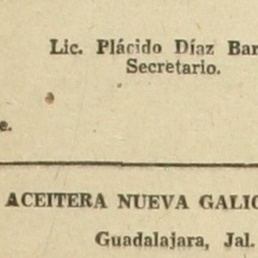 Lic. Plácido Díaz Bar
Secretario.
e.
ACEITERA NUEVA GALIC
Guadalajara, Jal.